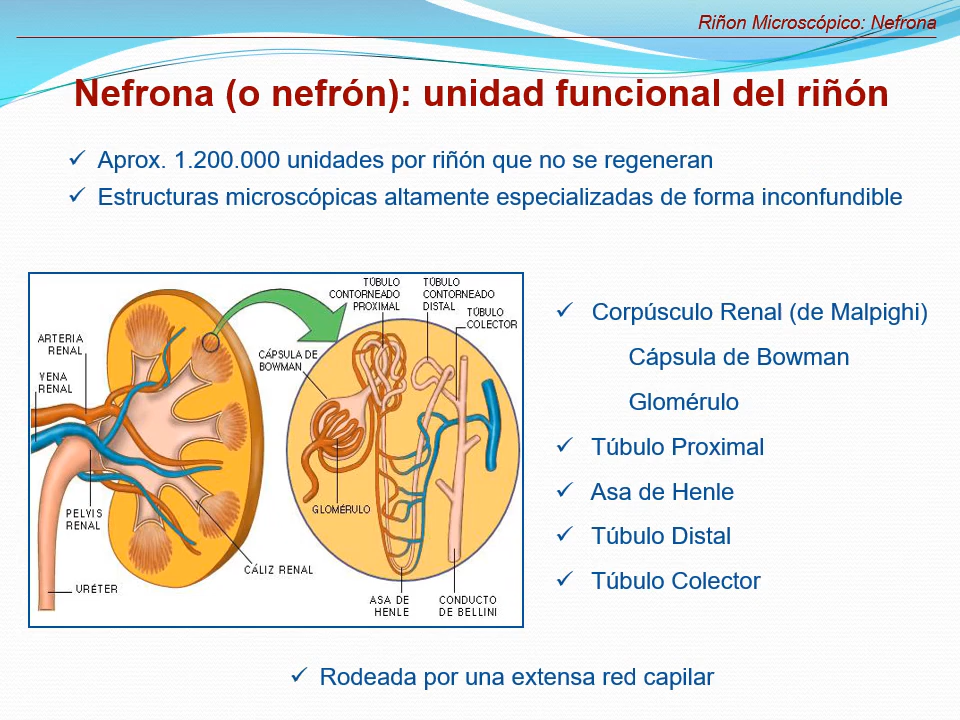 Riñon Microscópico: Nefrona
Nefrona (o nefrón): unidad funcional del riñón
✓ Aprox. 1.200.000 unidades por riñón que no se regeneran
✓ Estructuras microscópicas altamente especializadas de forma inconfundible
TÚBULO
CONTORNEADO
PROXIMAL
TÚBULO
CONTORNEADO
DISTAL
TÚBULO
COLECTOR
ARTERIA
RENAL
CÁPSULA DE
BOWMAN
VENA
RENAL
GLOMÉRULO
PELVIS
RENAL
CÁLIZ RENAL
URÉTER
ASA DE
HENLE
CONDUCTO
DE BELLINI
✓ Corpúsculo Renal (de Malpighi)
Cápsula de Bowman
Glomérulo
✓ Túbulo Proximal
✓ Asa de Henle
✓ Túbulo Distal
✓ Túbulo Colector
✓ Rodeada por una extensa red capilar